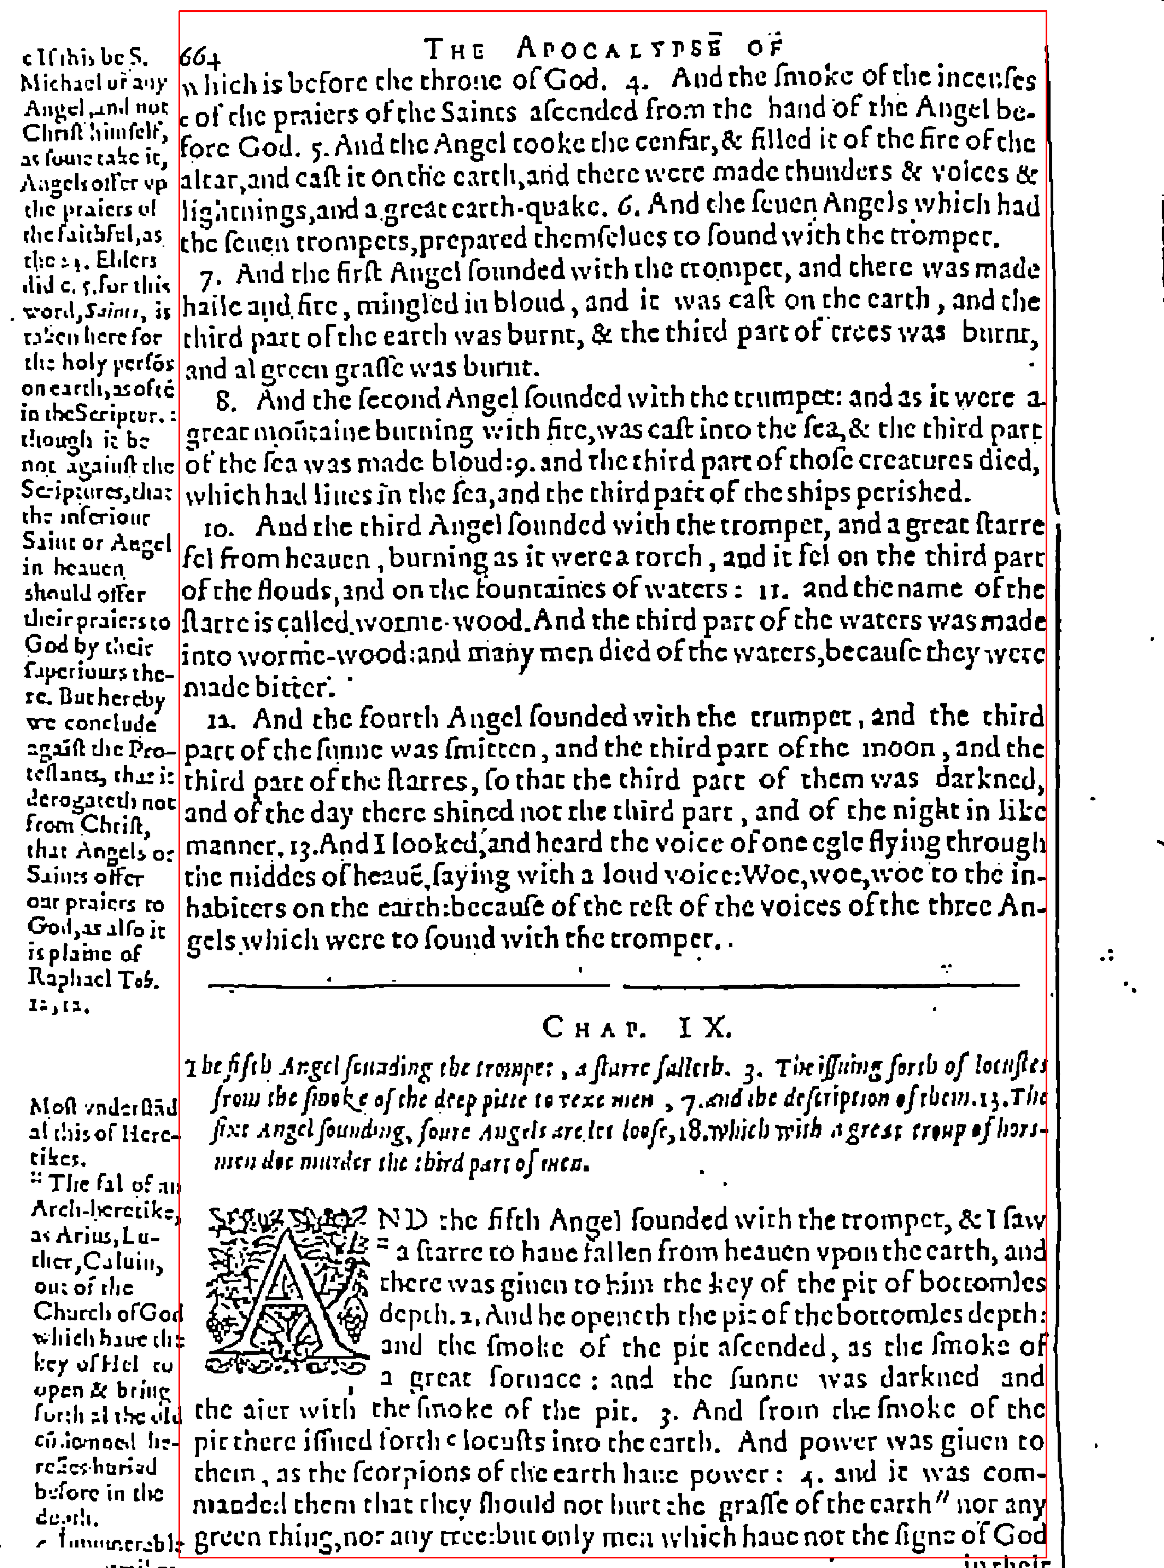 664 THE APOCALYPSE OF
which is before the throne of God. 4. And the ſmoke of the incenſes
c of the praiers of the Saints aſcended from the hand of the Angel be-
fore God. 5. And the Angel tooke the cenſar, & filled it of the fire of the
altar, and caſt it on the earth, and there were made thunders & voices &
lightnings, and a great earth-quake. 6. And the ſeuen Angels which had
the ſeuen trompets, prepared themſelues to ſound with the trompet.
7. And the firſt Angel ſounded with the trompet, and there was made
haile and fire, mingled in bloud, and it was caſt on the earth, and the
third part of the earth was burnt, & the third part of trees was burnt,
and al green graſſe was burnt.
8. And the ſecond Angel ſounded with the trumpet: and as it were a
great moũtaine burning with fire, was caſt into the ſea, & the third part
of the ſea was made bloud: 9. and the third part of thoſe creatures died,
which had liues in the ſea, and the third part of the ships perished.
10. And the third Angel ſounded with the trompet, and a great ſtarre
fel from heauen, burning as it were a torch, and it fel on the third part
of the flouds, and on the fountaines of waters: 11. and the name of the
ſtarre is called worme-wood. And the third part of the waters was made
into worme-wood: and many men died of the waters, becauſe they were
made bitter.
12. And the fourth Angel ſounded with the trumpet, and the third
part of the ſunne was ſmitten, and the third part of the moon, and the
third part of the ſtarres, ſo that the third part of them was darkned,
and of the day there shined not the third part, and of the night in like
manner. 13. And I looked, and heard the voice of one egle flying through
the middes of heauẽ, ſaying with a loud voice: Woe, woe, woe to the in-
habiters on the earth: becauſe of the reſt of the voices of the three An-
gels which were to ſound with the trompet.
CHAP. IX.
The fifth Angel ſounding the trompet, a ſtarre falleth. 3. The iſſuing forth of locuſtes
from the ſmoke of the deep pitte to vexe men, 7. and the deſcription of them. 13. The
ſixt Angel ſounding, foure Angels are let looſe, 18. which with a great troup of hors-
men doe murder the third part of men.
AND the fifth Angel ſounded with the trompet, & I ſaw
" a ſtarre to haue fallen from heauen vpon the earth, and
there was giuen to him the key of the pit of bottomles
depth. 2. And he openeth the pit of the bottomles depth:
and the ſmoke of the pit aſcended, as the ſmoke of
a great fornace: and the ſunne was darkned and
the aier with the ſmoke of the pit. 3. And from the ſmoke of the
pit there iſſued forth c locuſts into the earth. And power was giuen to
them, as the ſcorpions of the earth haue power: 4. and it was com-
manded them that they ſhould not hurt the graſſe of the earth " nor any
green thing, nor any tree: but only men which haue not the ſigne of God
in their
c If this be S.
Michael or any
Angel, and not
Chriſt himſelf,
as ſome take it,
Angels offer vp
the praiers of
the faithful, as
the 24. Elders
did c. 5. for this
word, Saints, is
taken here for
the holy perſõs
on earth, as oftẽ
in the Scriptur.:
though it be
not againſt the
Scriptures, that
the inferiour
Saint or Angel
in heauen
should offer
their praiers to
God by their
ſuperiours the-
re. But hereby
we conclude
agaĩſt the Pro-
teſtants, that it
derogateth not
from Chriſt,
that Angels or
Saints offer
our praiers to
God, as alſo it
is plaine of
Raphael Tob.
12, 12.
Moſt vnderſtãd
al this of Here-
tikes.
" The fal of an
Arch-heretike,
as Arius, Lu-
ther, Caluin,
out of the
Church of God
which haue the
key of Hel to
open & bring
forth al the old
cõdemned he-
reſies buried
before in the
depth.
Innumerable